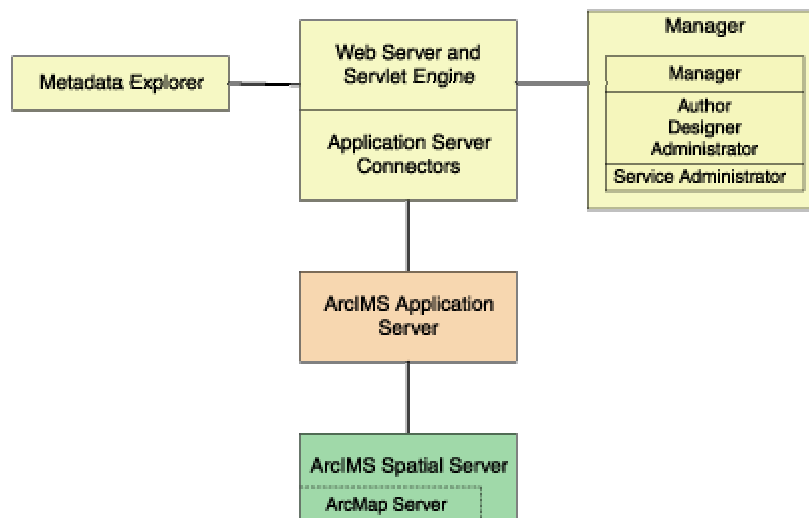 Metadata Explorer
Web Server and
Servlet Engine
Application Server
Connectors
Manager
Manager
Author
Designer
Administrator
Service Administrator
ArcIMS Application
Server
ArcIMS Spatial Server
ArcMap Server